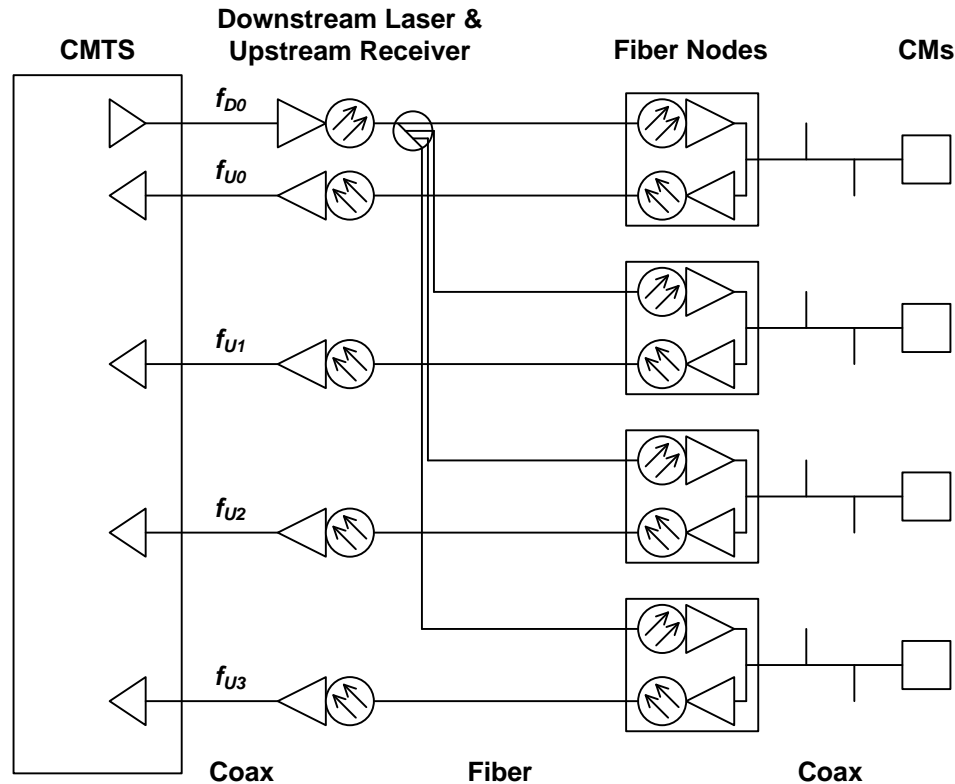 Downstream Laser &
Upstream Receiver
CMTS
Fiber Nodes
CMs
fD0
fU0
fU1
fU2
fU3
Coax
Fiber
Coax